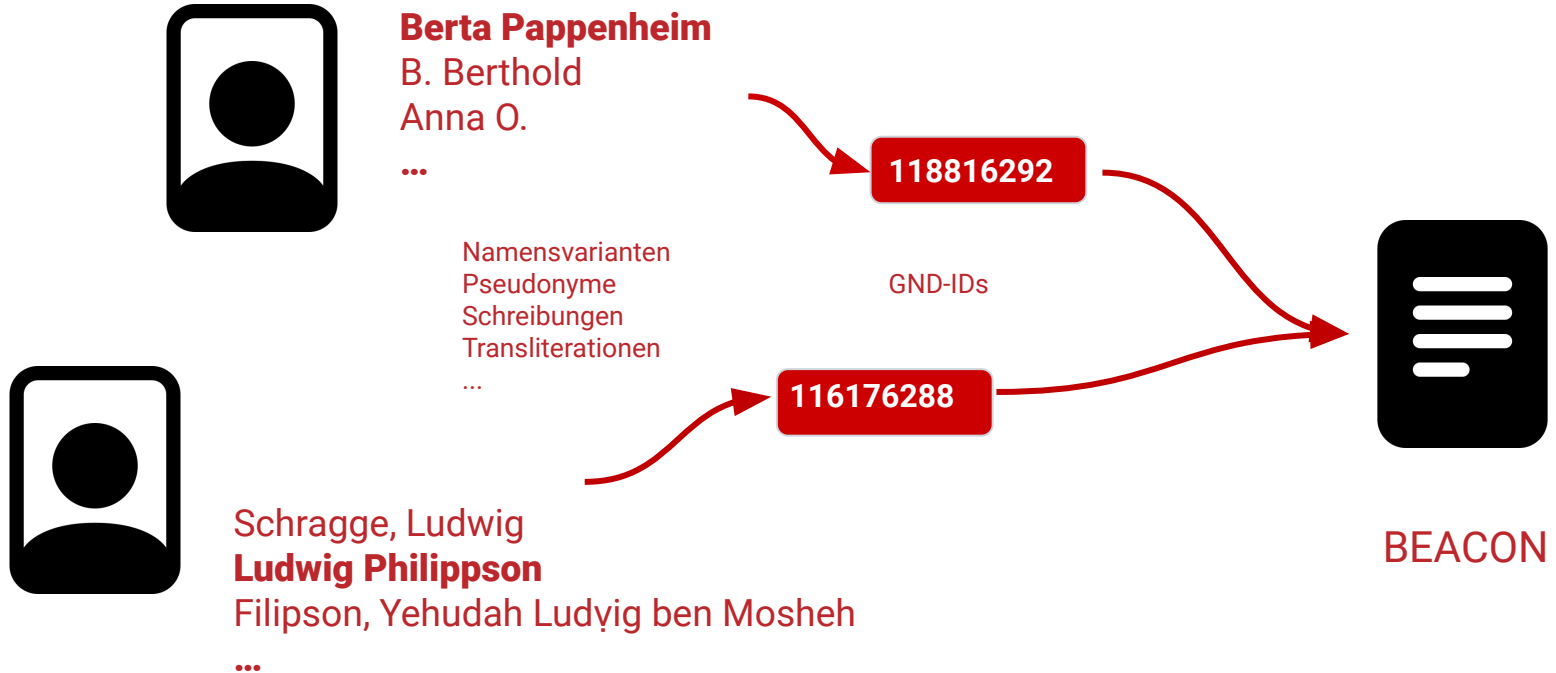 Berta Pappenheim
B. Berthold
Anna O.
...
118816292
Namensvarianten
Pseudonyme
Schreibungen
Transliterationen
...
GND-IDs
116176288
Schragge, Ludwig
Ludwig Philippson
Filipson, Yehudah Ludṿig ben Mosheh
...
BEACON